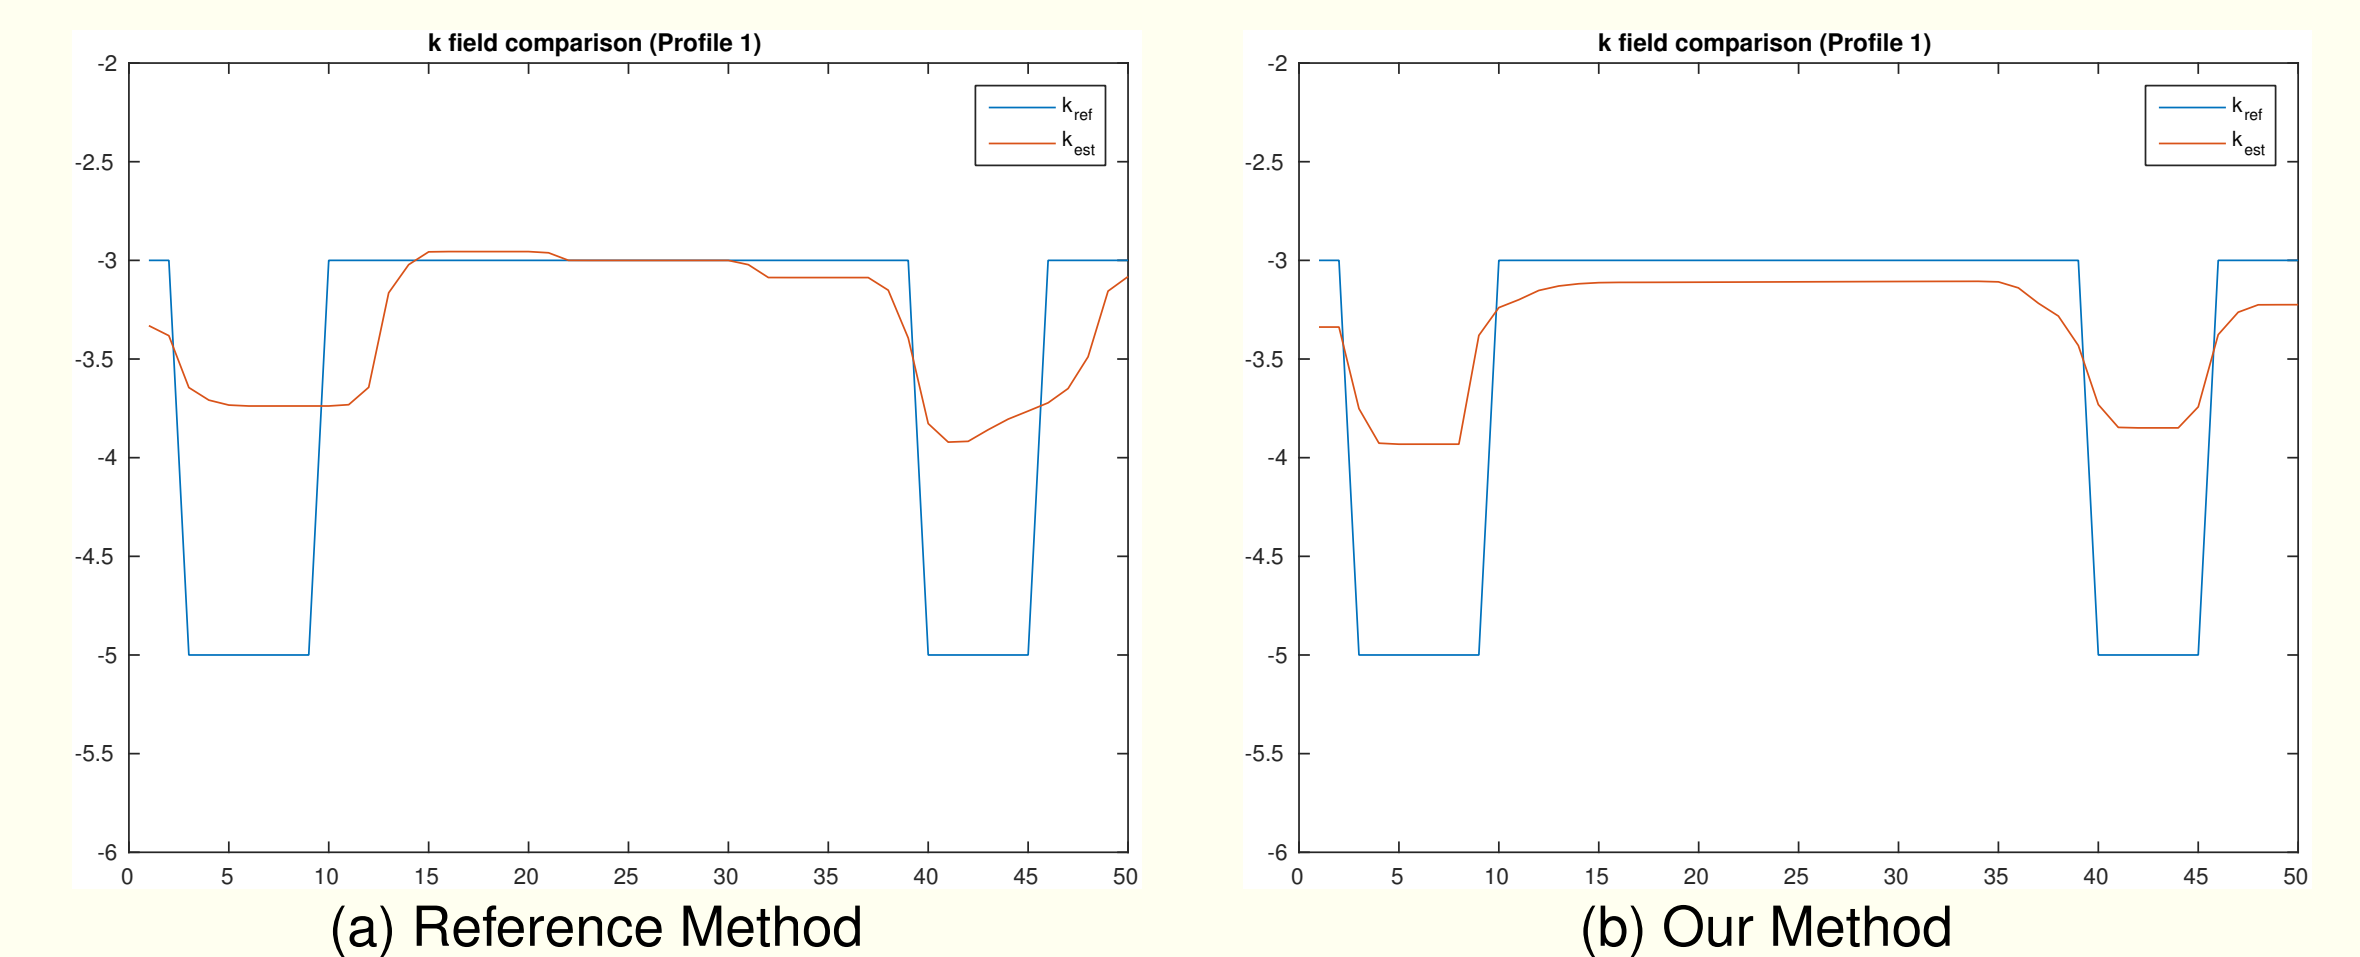 k field comparison (Profile 1)
-2
-2.5
-3
-3.5
-4
-4.5
-5
-5.5
-6
0 5 10 15 20 25 30 35 40 45 50
k_ref
k_est
(a) Reference Method
k field comparison (Profile 1)
-2
-2.5
-3
-3.5
-4
-4.5
-5
-5.5
-6
0 5 10 15 20 25 30 35 40 45 50
k_ref
k_est
(b) Our Method